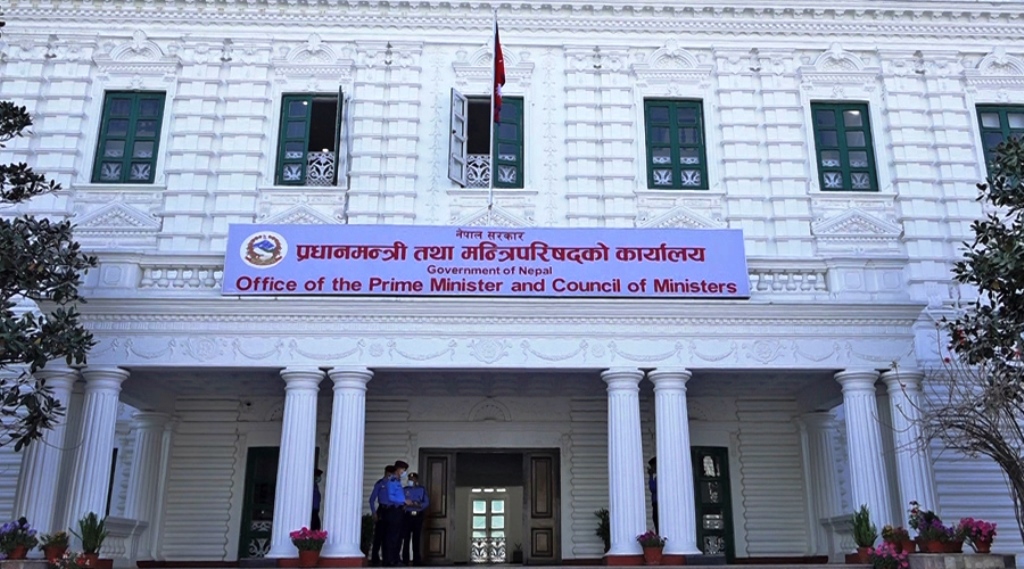 नेपाल सरकार
प्रधानमन्त्री तथा मन्त्रिपरिषदको कार्यालय
Government of Nepal
Office of the Prime Minister and Council of Ministers